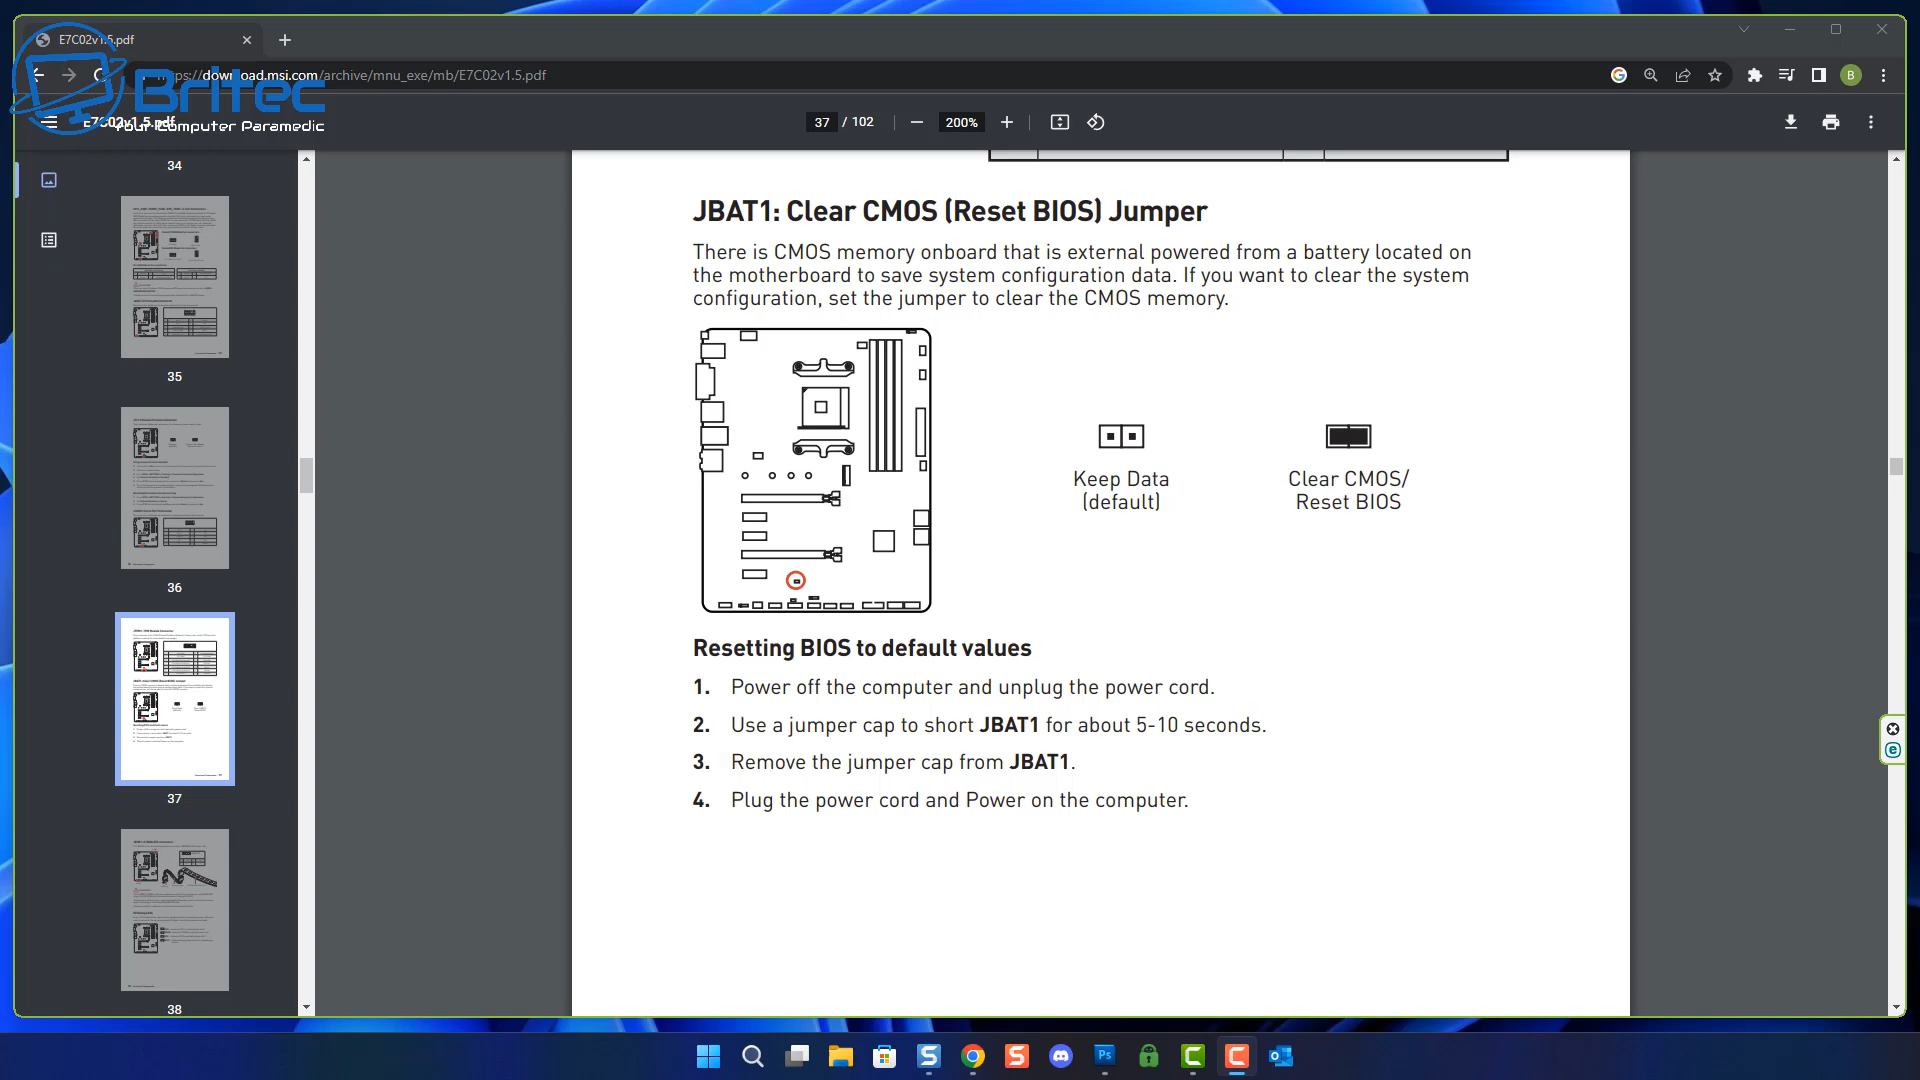 E7C02v1.5.pdf
https://download.msi.com/archive/mnu_exe/mb/E7C02v1.5.pdf
B
Britec
Your Computer Paramedic
E7C02v1.5.pdf
37 / 102
200%
34
35
36
37
38
JBAT1: Clear CMOS (Reset BIOS) Jumper
There is CMOS memory onboard that is external powered from a battery located on
the motherboard to save system configuration data. If you want to clear the system
configuration, set the jumper to clear the CMOS memory.
Keep Data
(default)
Clear CMOS/
Reset BIOS
Resetting BIOS to default values
1. Power off the computer and unplug the power cord.
2. Use a jumper cap to short JBAT1 for about 5-10 seconds.
3. Remove the jumper cap from JBAT1.
4. Plug the power cord and Power on the computer.